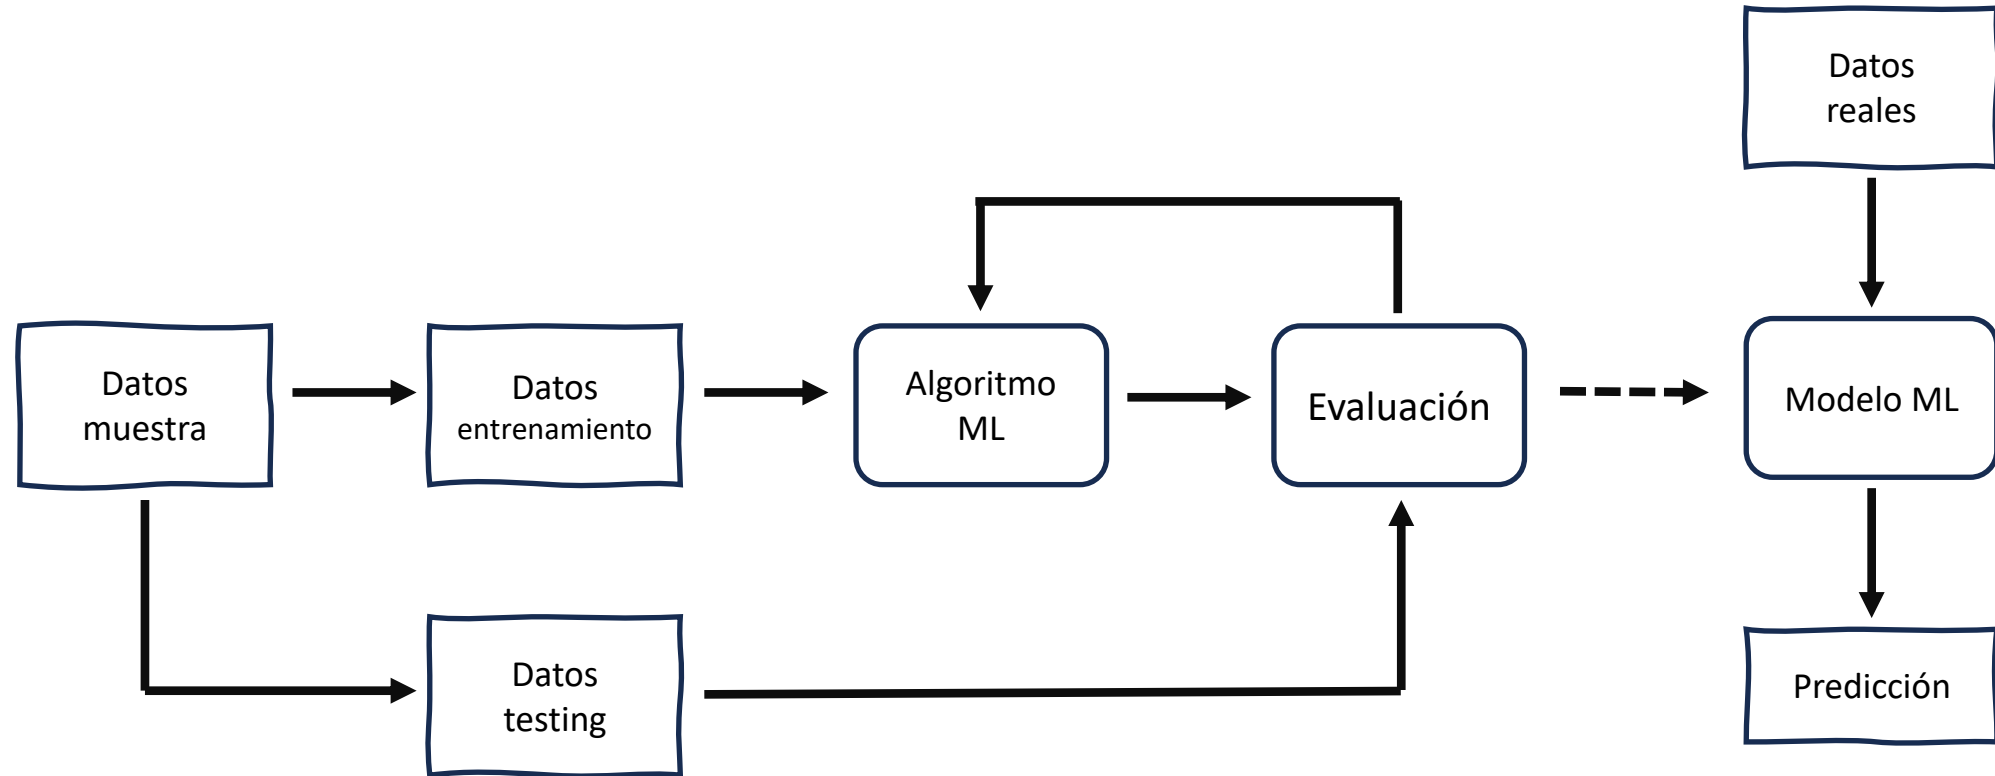 Datos
reales
Datos
muestra
Datos
entrenamiento
Algoritmo
ML
Evaluación
Modelo ML
Datos
testing
Predicción